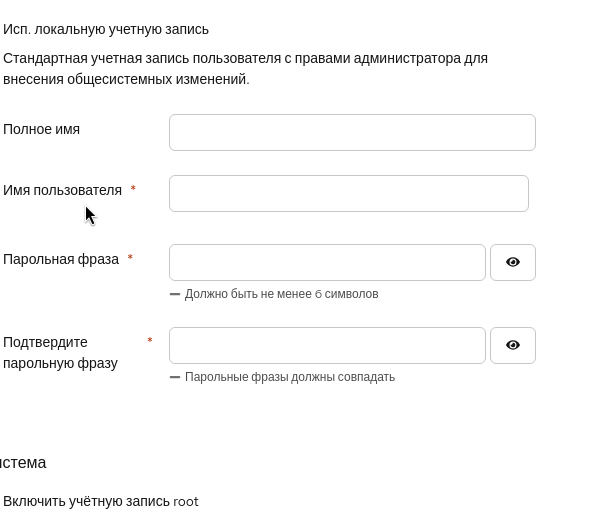 Исп. локальную учетную запись
Стандартная учетная запись пользователя с правами администратора для
внесения общесистемных изменений.
Полное имя
Имя пользователя *
Парольная фраза *
— Должно быть не менее 6 символов
Подтвердите *
парольную фразу
— Парольные фразы должны совпадать
истема
Включить учётную запись root